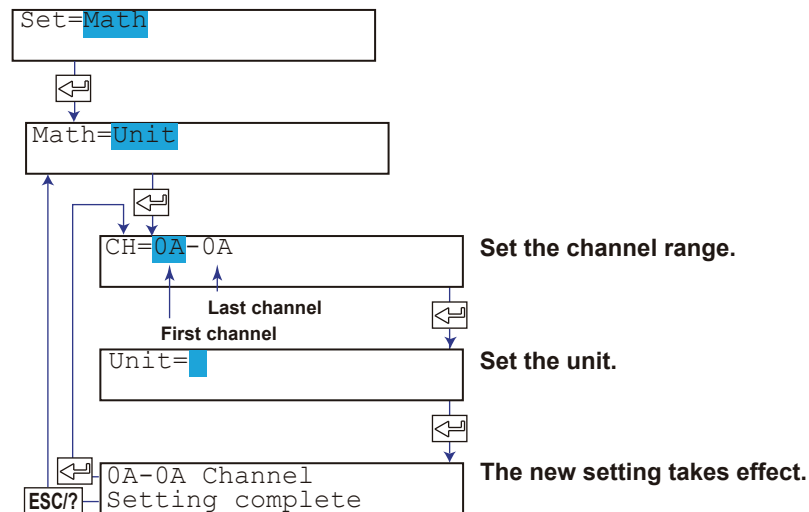 Set=Math
Math=Unit
CH=0A-0A
Set the channel range.
Last channel
First channel
Unit=
Set the unit.
0A-0A Channel
The new setting takes effect.
ESC/?
Setting complete